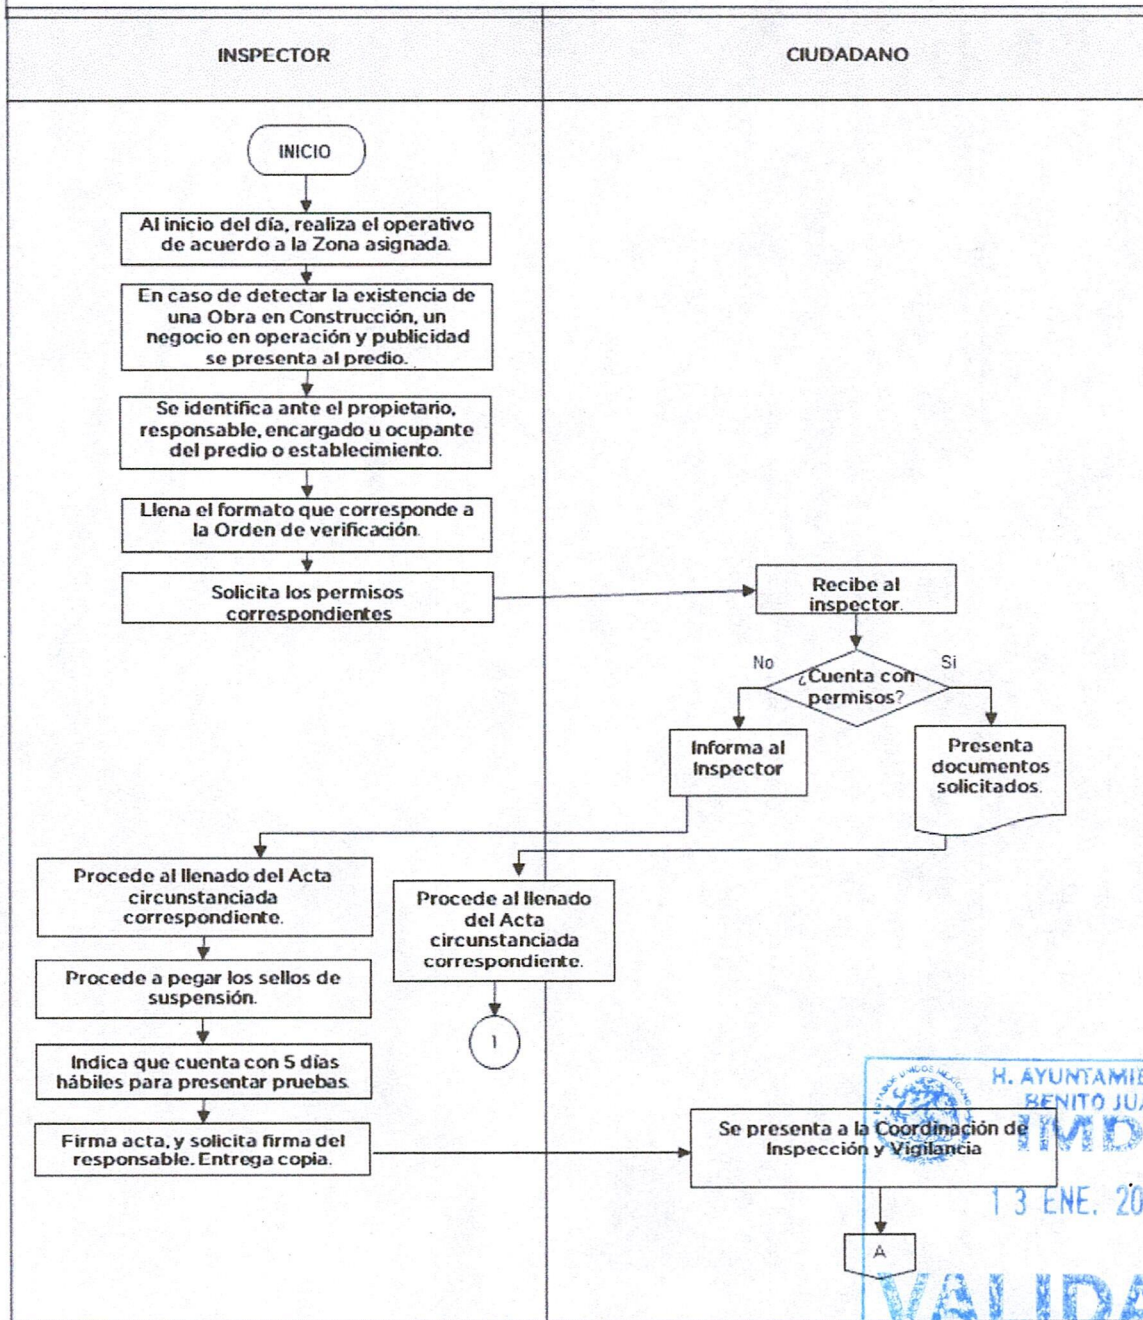 INSPECTOR
CIUDADANO
INICIO
Al inicio del día, realiza el operativo
de acuerdo a la Zona asignada.
En caso de detectar la existencia de
una Obra en Construcción, un
negocio en operación y publicidad
se presenta al predio.
Se identifica ante el propietario,
responsable, encargado u ocupante
del predio o establecimiento.
Llena el formato que corresponde a
la Orden de verificación.
Solicita los permisos
correspondientes
Recibe al
inspector.
No
Si
¿Cuenta con
permisos?
Informa al
Inspector
Presenta
documentos
solicitados.
Procede al llenado del Acta
circunstanciada
correspondiente.
Procede al llenado
del Acta
circunstanciada
correspondiente.
Procede a pegar los sellos de
suspensión.
1
Indica que cuenta con 5 días
hábiles para presentar pruebas.
Firma acta, y solicita firma del
responsable. Entrega copia.
Se presenta a la Coordinación de
Inspección y Vigilancia
A
UNIDOS MEXICANOS
H. AYUNTAMIE
BENITO JUA
IMD
13 ENE. 20
VALIDA